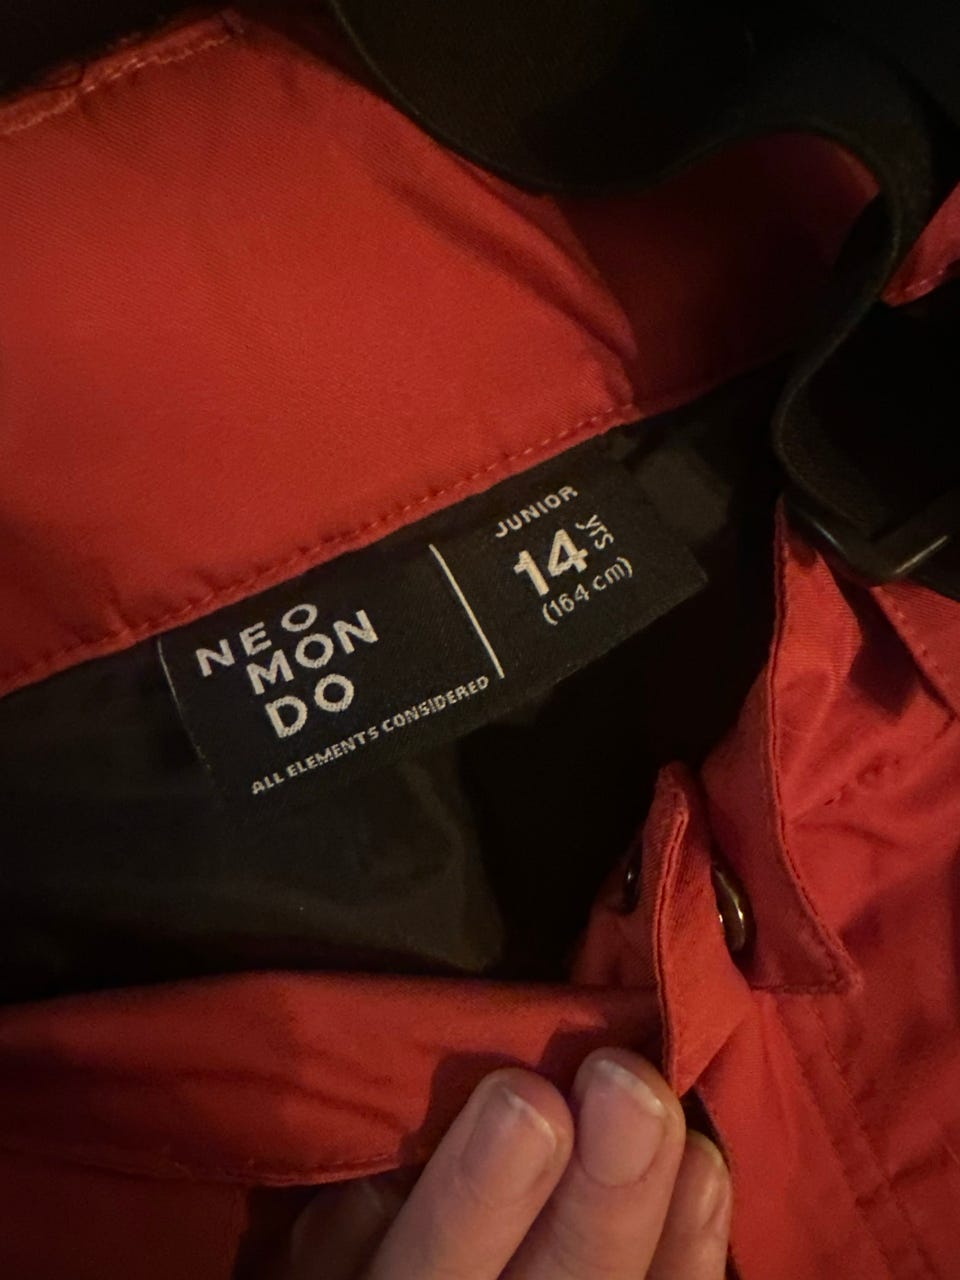 NEO
MON
DO
ALL ELEMENTS CONSIDERED
JUNIOR
14 yrs
(164 cm)